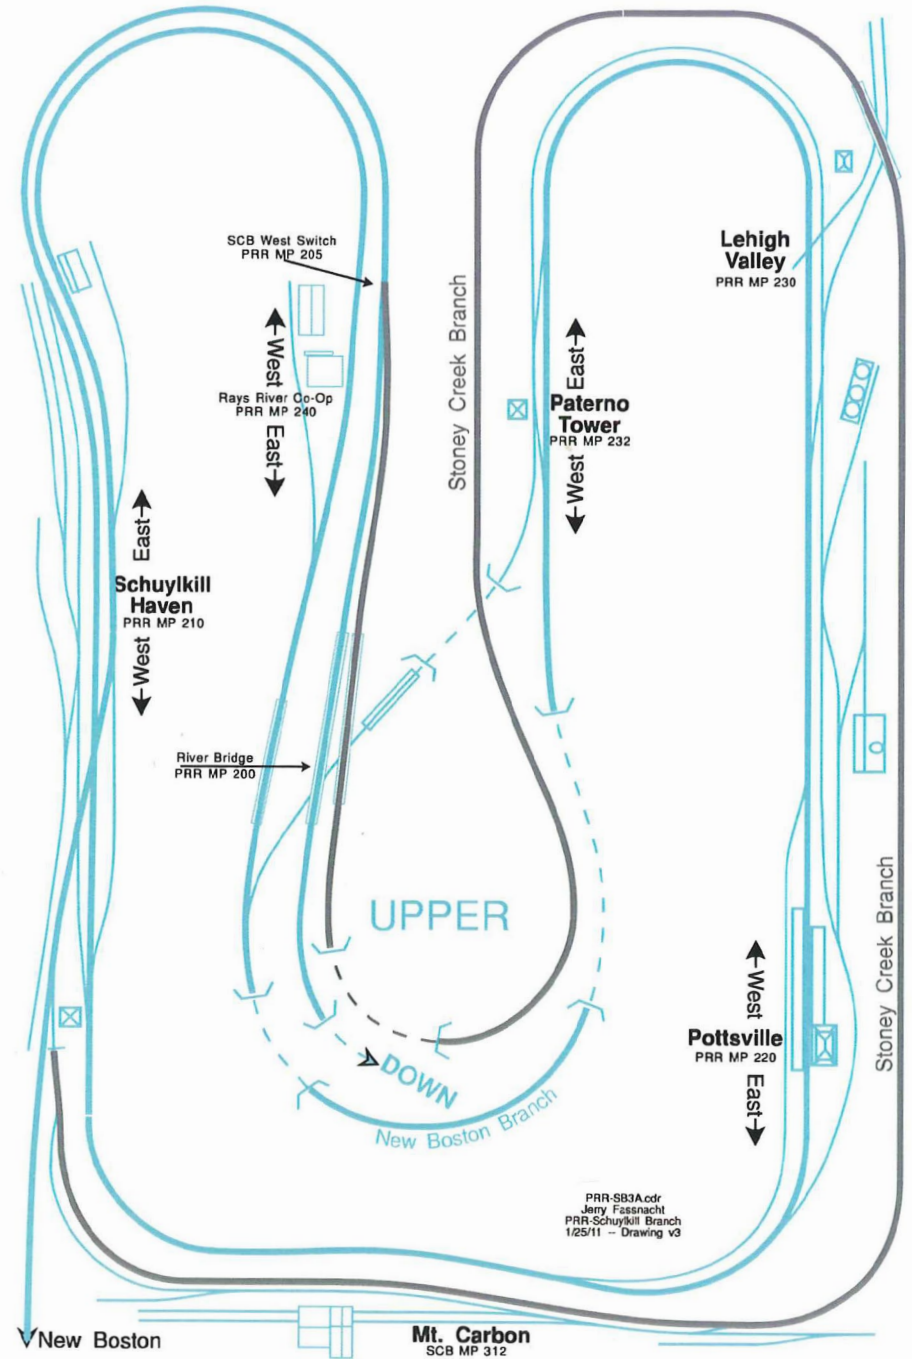 SCB West Switch
PRR MP 205
West
East
Rays River Co-Op
PRR MP 240
Stoney Creek Branch
East
West
Paterno
Tower
PRR MP 232
Lehigh
Valley
PRR MP 230
East
West
Schuylkill
Haven
PRR MP 210
River Bridge
PRR MP 200
UPPER
DOWN
New Boston Branch
West
East
Pottsville
PRR MP 220
Stoney Creek Branch
PRR-SB3A.cdr
Jerry Fassnacht
PRR-Schuylkill Branch
1/25/11 -- Drawing v3
New Boston
Mt. Carbon
SCB MP 312